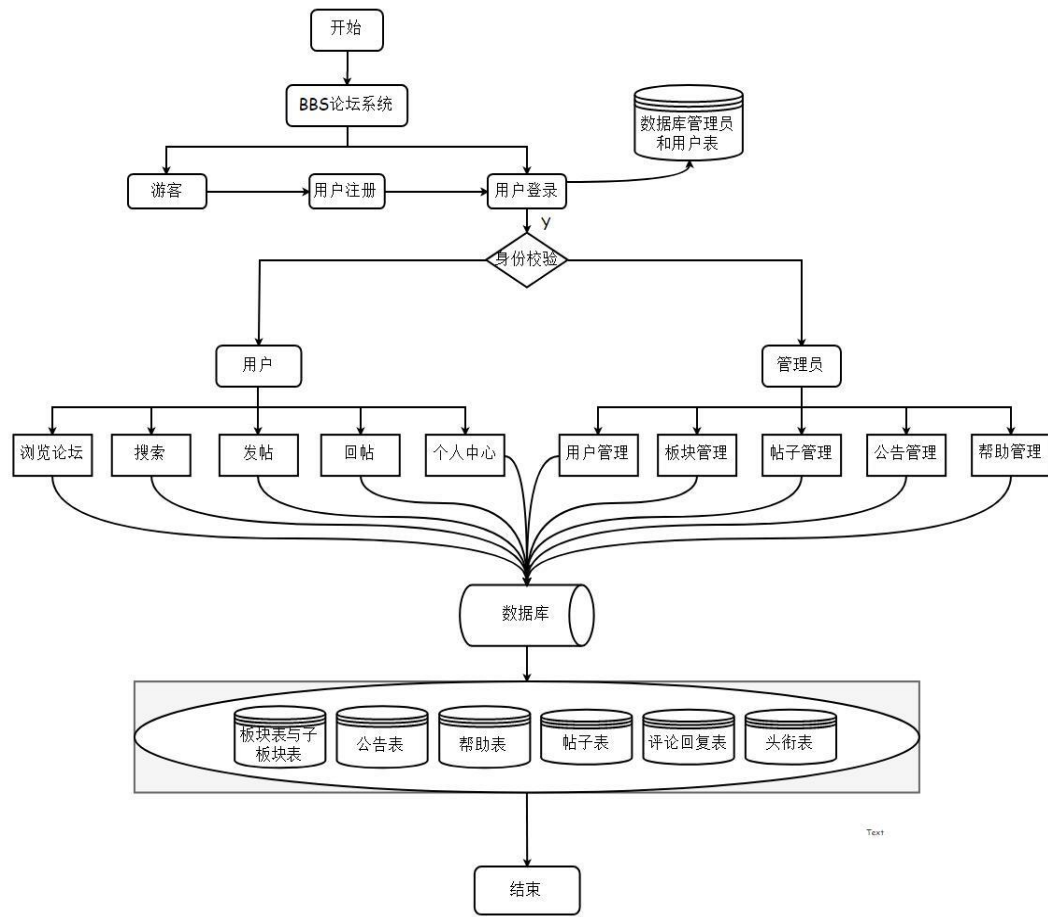 开始
BBS论坛系统
数据库管理员
和用户表
游客
用户注册
用户登录
Y
身份校验
用户
管理员
浏览论坛
搜索
发帖
回帖
个人中心
用户管理
板块管理
帖子管理
公告管理
帮助管理
数据库
板块表与子
板块表
公告表
帮助表
帖子表
评论回复表
头衔表
Text
结束